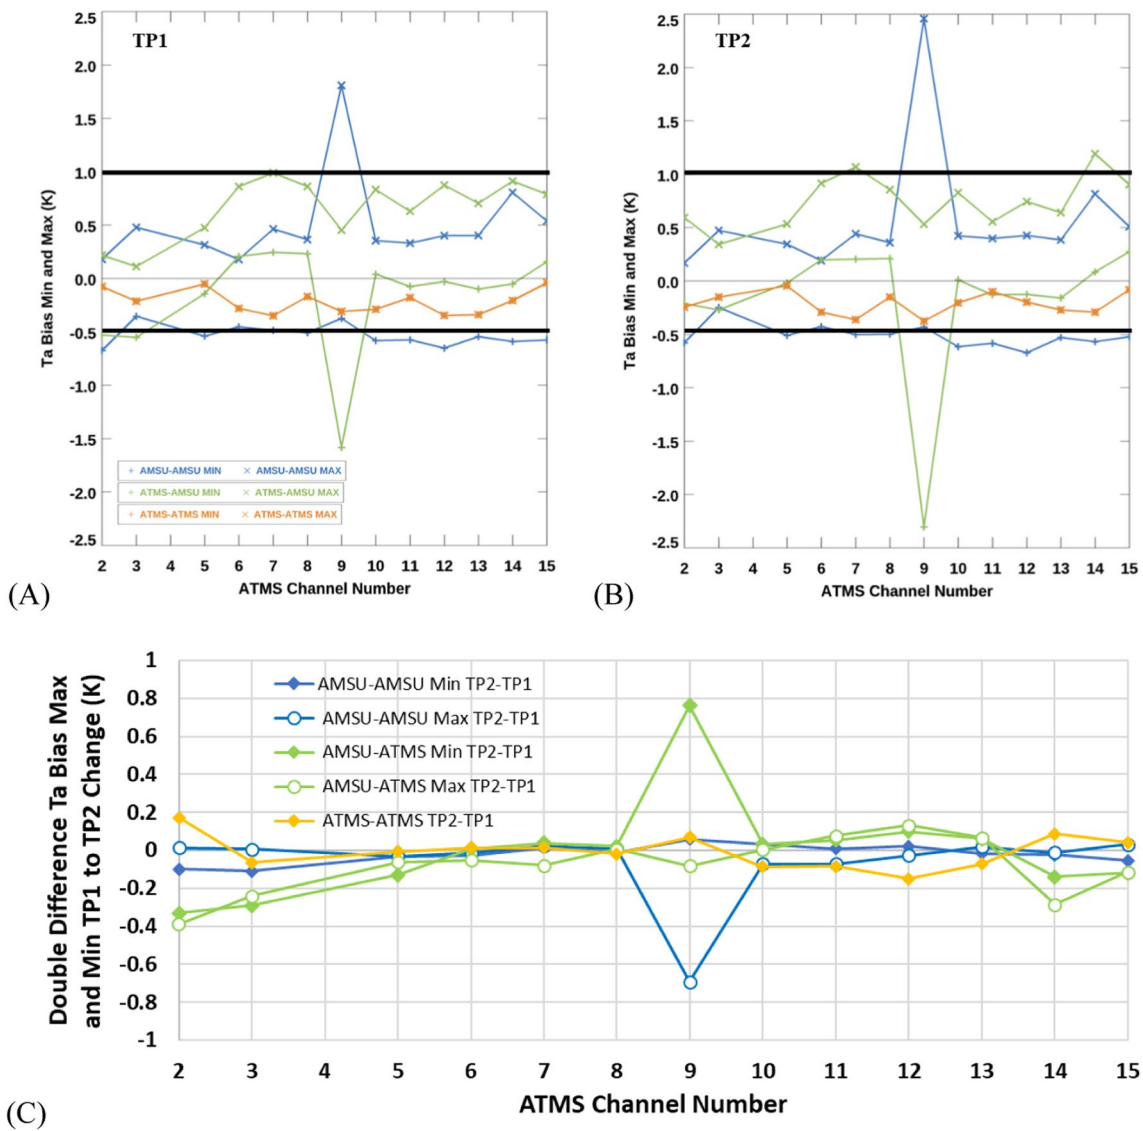 TP1
Ta Bias Min and Max (K)
2.5
2.0
1.5
1.0
0.5
0.0
-0.5
-1.0
-1.5
-2.0
-2.5
AMSU-AMSU MIN AMSU-AMSU MAX
ATMS-AMSU MIN ATMS-AMSU MAX
ATMS-ATMS MIN ATMS-ATMS MAX
2 3 4 5 6 7 8 9 10 11 12 13 14 15
ATMS Channel Number
(A)
TP2
Ta Bias Min and Max (K)
2.5
2.0
1.5
1.0
0.5
0.0
-0.5
-1.0
-1.5
-2.0
-2.5
2 3 4 5 6 7 8 9 10 11 12 13 14 15
ATMS Channel Number
(B)
Double Difference Ta Bias Max
and Min TP1 to TP2 Change (K)
1
0.8
0.6
0.4
0.2
0
-0.2
-0.4
-0.6
-0.8
-1
AMSU-AMSU Min TP2-TP1
AMSU-AMSU Max TP2-TP1
AMSU-ATMS Min TP2-TP1
AMSU-ATMS Max TP2-TP1
ATMS-ATMS TP2-TP1
2 3 4 5 6 7 8 9 10 11 12 13 14 15
ATMS Channel Number
(C)